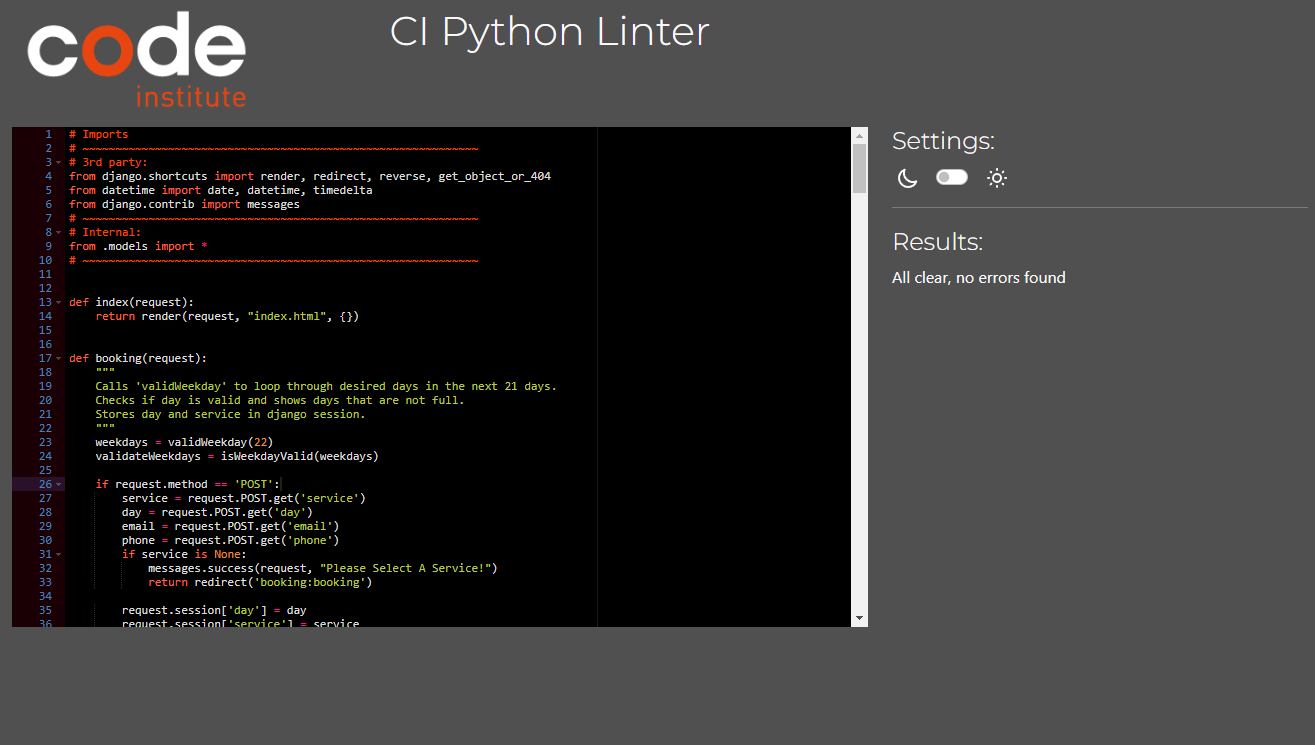 code
institute
CI Python Linter
1 # Imports
2 # ~~~~~~~~~~~~~~~~~~~~~~~~~~~~~~~~~~~~~~~~~~~~~~~~~~~~~~~~~~~~
3 # 3rd party:
4 from django.shortcuts import render, redirect, reverse, get_object_or_404
5 from datetime import date, datetime, timedelta
6 from django.contrib import messages
7 # ~~~~~~~~~~~~~~~~~~~~~~~~~~~~~~~~~~~~~~~~~~~~~~~~~~~~~~~~~~~~
8 # Internal:
9 from .models import *
10 # ~~~~~~~~~~~~~~~~~~~~~~~~~~~~~~~~~~~~~~~~~~~~~~~~~~~~~~~~~~~~
11
12
13 def index(request):
14     return render(request, "index.html", {})
15
16
17 def booking(request):
18     """
19     Calls 'validWeekday' to loop through desired days in the next 21 days.
20     Checks if day is valid and shows days that are not full.
21     Stores day and service in django session.
22     """
23     weekdays = validWeekday(22)
24     validateWeekdays = isWeekdayValid(weekdays)
25
26     if request.method == 'POST':
27         service = request.POST.get('service')
28         day = request.POST.get('day')
29         email = request.POST.get('email')
30         phone = request.POST.get('phone')
31         if service is None:
32             messages.success(request, "Please Select A Service!")
33             return redirect('booking:booking')
34
35         request.session['day'] = day
36         request.session['service'] = service
Settings:
Results:
All clear, no errors found